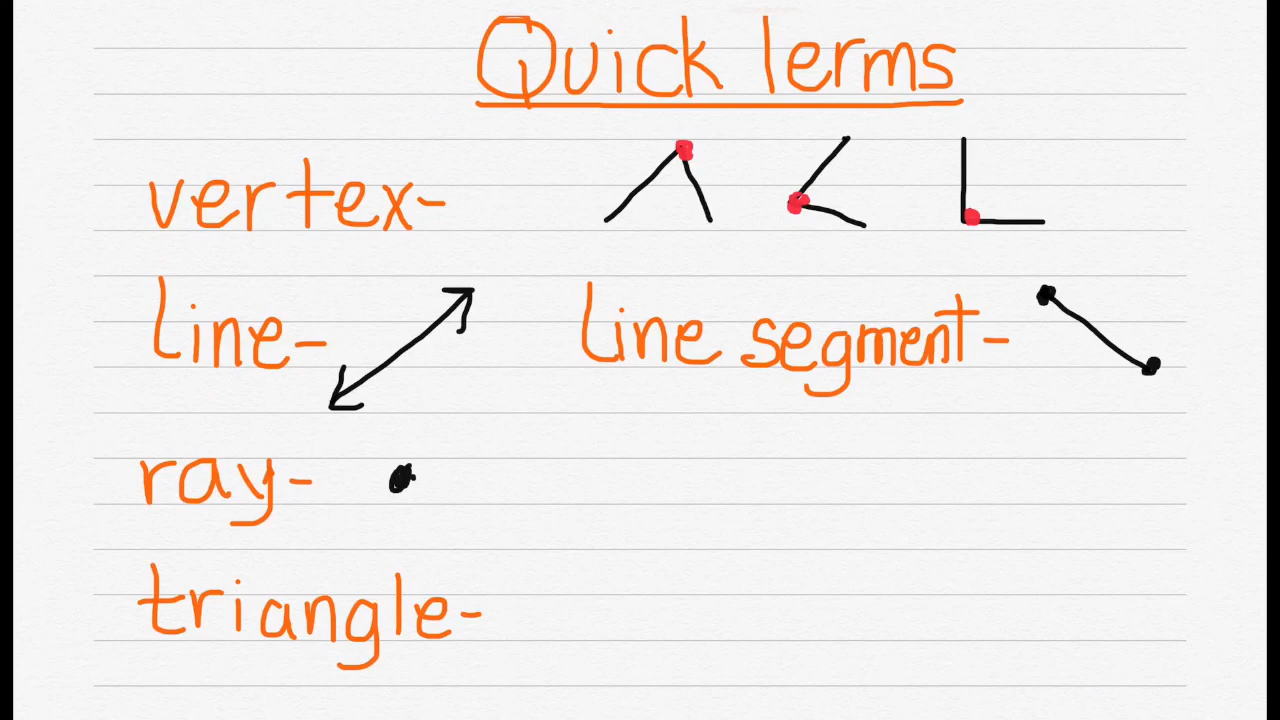 Quick lerms
vertex-
line- Line segment-
ray-
triangle-